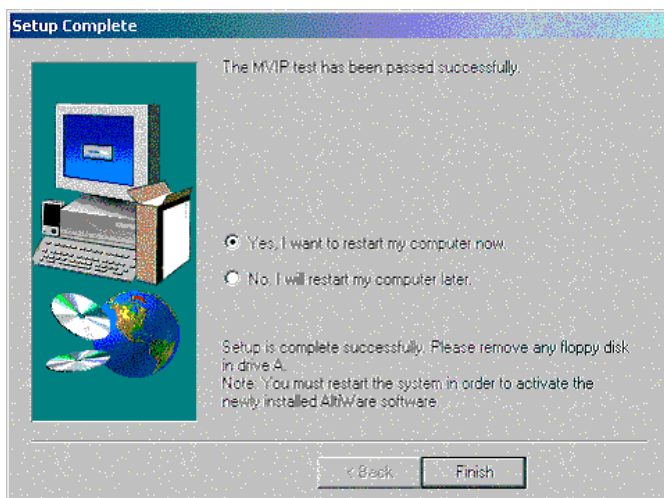 Setup Complete
The MVIP test has been passed successfully.
Yes, I want to restart my computer now.
No, I will restart my computer later.
Setup is complete successfully. Please remove any floppy disk
in drive A.
Note: You must restart the system in order to activate the
newly installed AltiWare software.
< Back
Finish